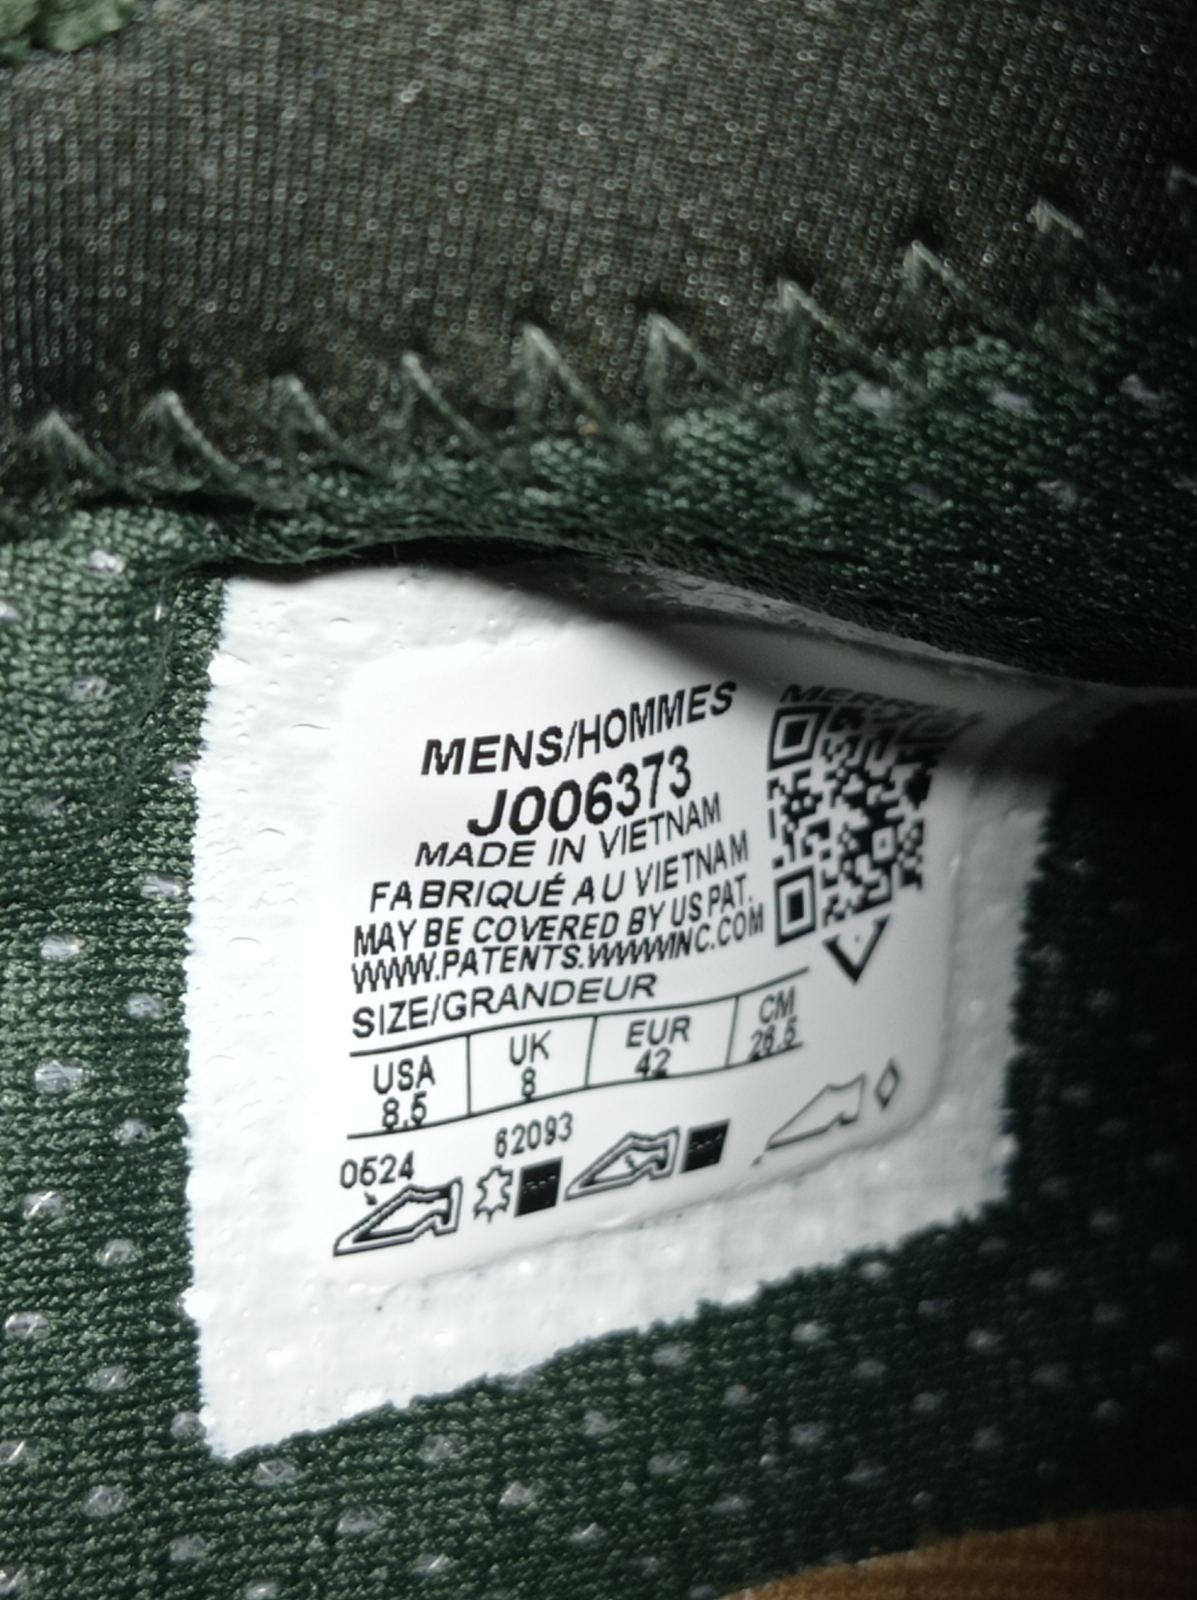 MENS/HOMMES
J006373
MADE IN VIETNAM
FABRIQUÉ AU VIETNAM
MAY BE COVERED BY US PAT.
WWW.PATENTS.WWWINC.COM
SIZE/GRANDEUR
USA UK EUR CM
8.5 8 42 26.5
62093
0624